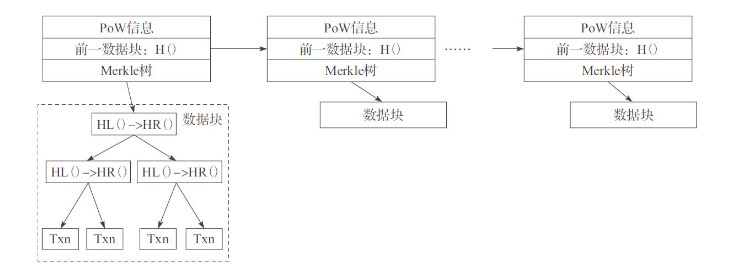 PoW信息
前一数据块：H()
Merkle树
PoW信息
前一数据块：H()
Merkle树
……
PoW信息
前一数据块：H()
Merkle树
HL()->HR()
数据块
HL()->HR()
HL()->HR()
Txn
Txn
Txn
Txn
数据块
数据块